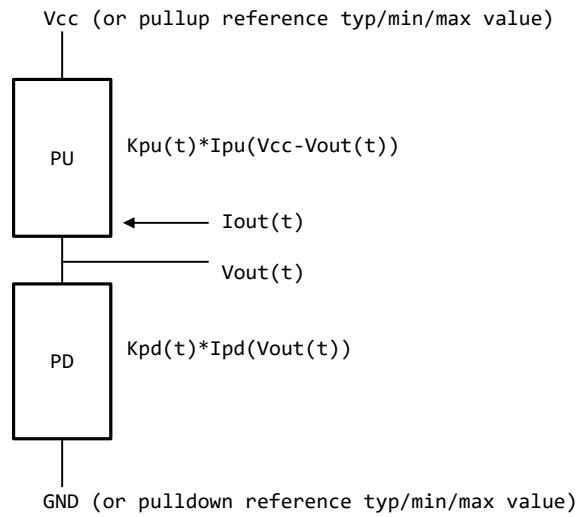 Vcc (or pullup reference typ/min/max value)
PU
Kpu(t)*Ipu(Vcc-Vout(t))
Iout(t)
Vout(t)
PD
Kpd(t)*Ipd(Vout(t))
GND (or pulldown reference typ/min/max value)